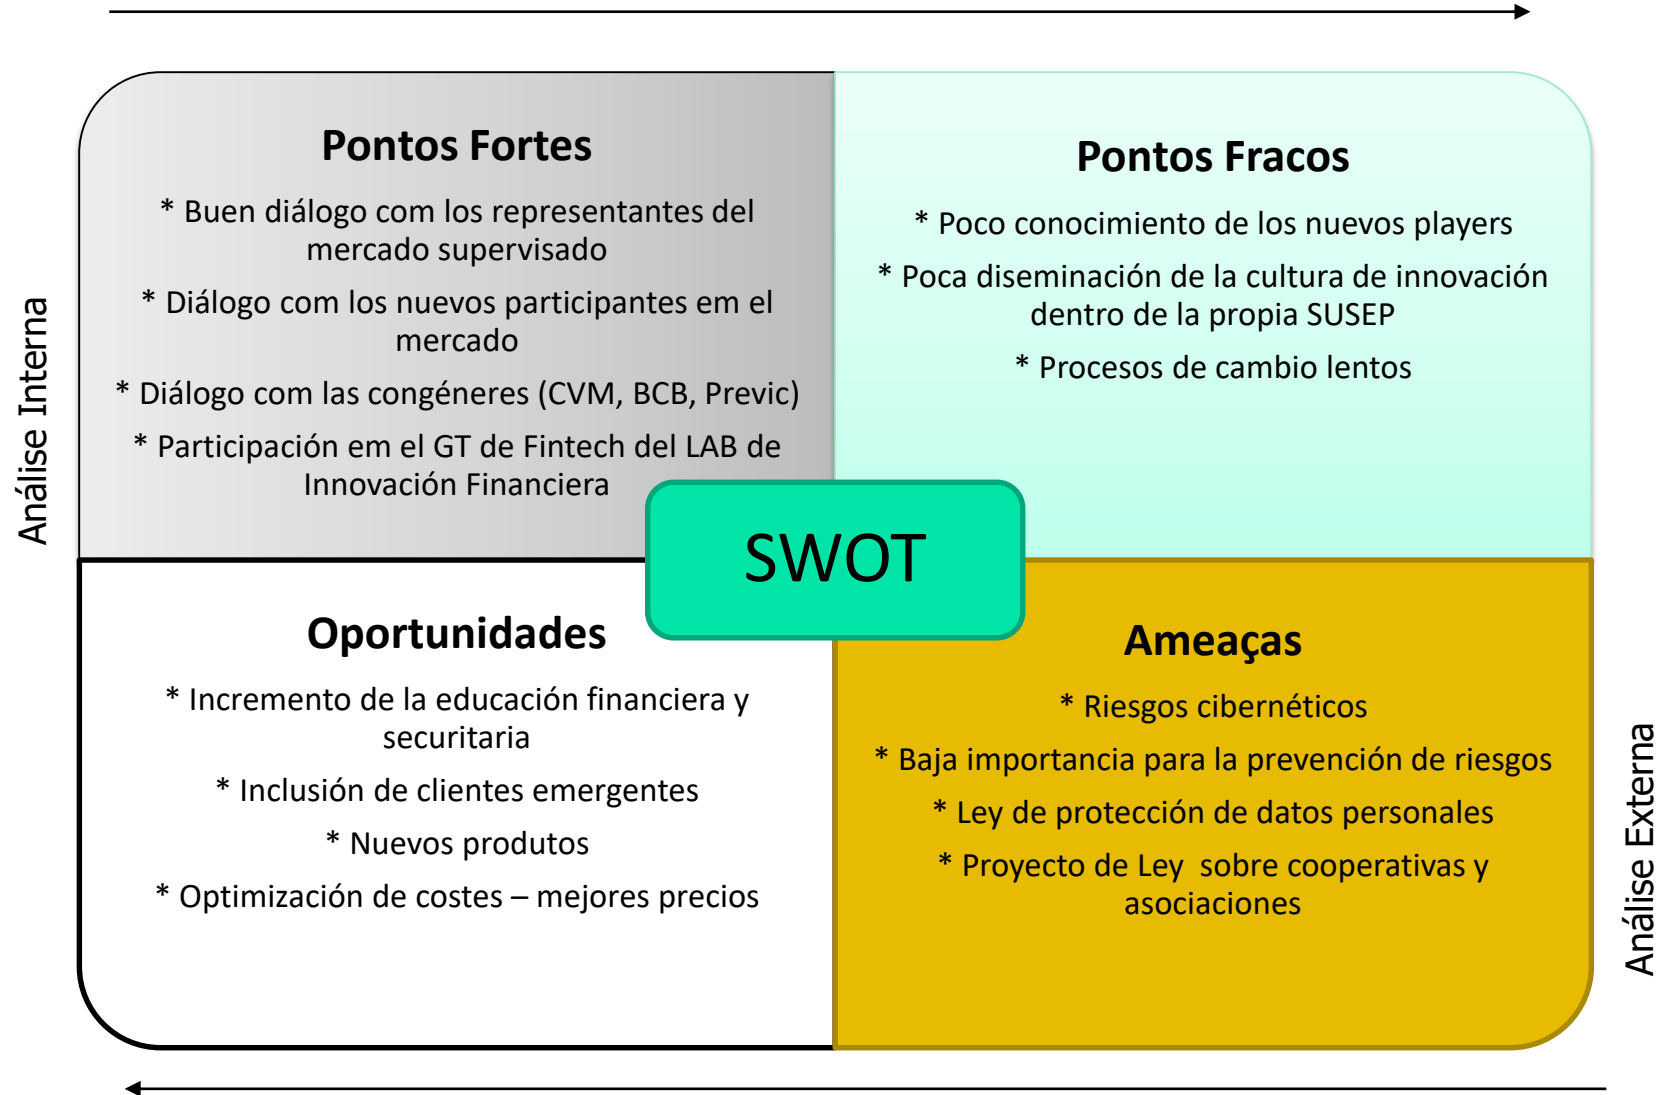 Análise Interna
Pontos Fortes
* Buen diálogo com los representantes del
mercado supervisado
* Diálogo com los nuevos participantes em el
mercado
* Diálogo com las congéneres (CVM, BCB, Previc)
* Participación em el GT de Fintech del LAB de
Innovación Financiera
Pontos Fracos
* Poco conocimiento de los nuevos players
* Poca diseminación de la cultura de innovación
dentro de la propia SUSEP
* Procesos de cambio lentos
SWOT
Oportunidades
* Incremento de la educación financiera y
securitaria
* Inclusión de clientes emergentes
* Nuevos produtos
* Optimización de costes – mejores precios
Ameaças
* Riesgos cibernéticos
* Baja importancia para la prevención de riesgos
* Ley de protección de datos personales
* Proyecto de Ley  sobre cooperativas y
asociaciones
Análise Externa